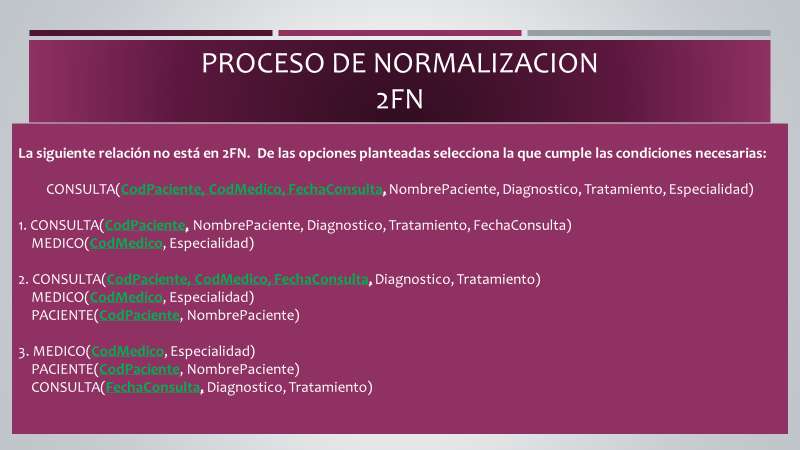 PROCESO DE NORMALIZACION
2FN
La siguiente relación no está en 2FN. De las opciones planteadas selecciona la que cumple las condiciones necesarias:
CONSULTA(CodPaciente, CodMedico, FechaConsulta, NombrePaciente, Diagnostico, Tratamiento, Especialidad)
1. CONSULTA(CodPaciente, NombrePaciente, Diagnostico, Tratamiento, FechaConsulta)
MEDICO(CodMedico, Especialidad)
2. CONSULTA(CodPaciente, CodMedico, FechaConsulta, Diagnostico, Tratamiento)
MEDICO(CodMedico, Especialidad)
PACIENTE(CodPaciente, NombrePaciente)
3. MEDICO(CodMedico, Especialidad)
PACIENTE(CodPaciente, NombrePaciente)
CONSULTA(FechaConsulta, Diagnostico, Tratamiento)